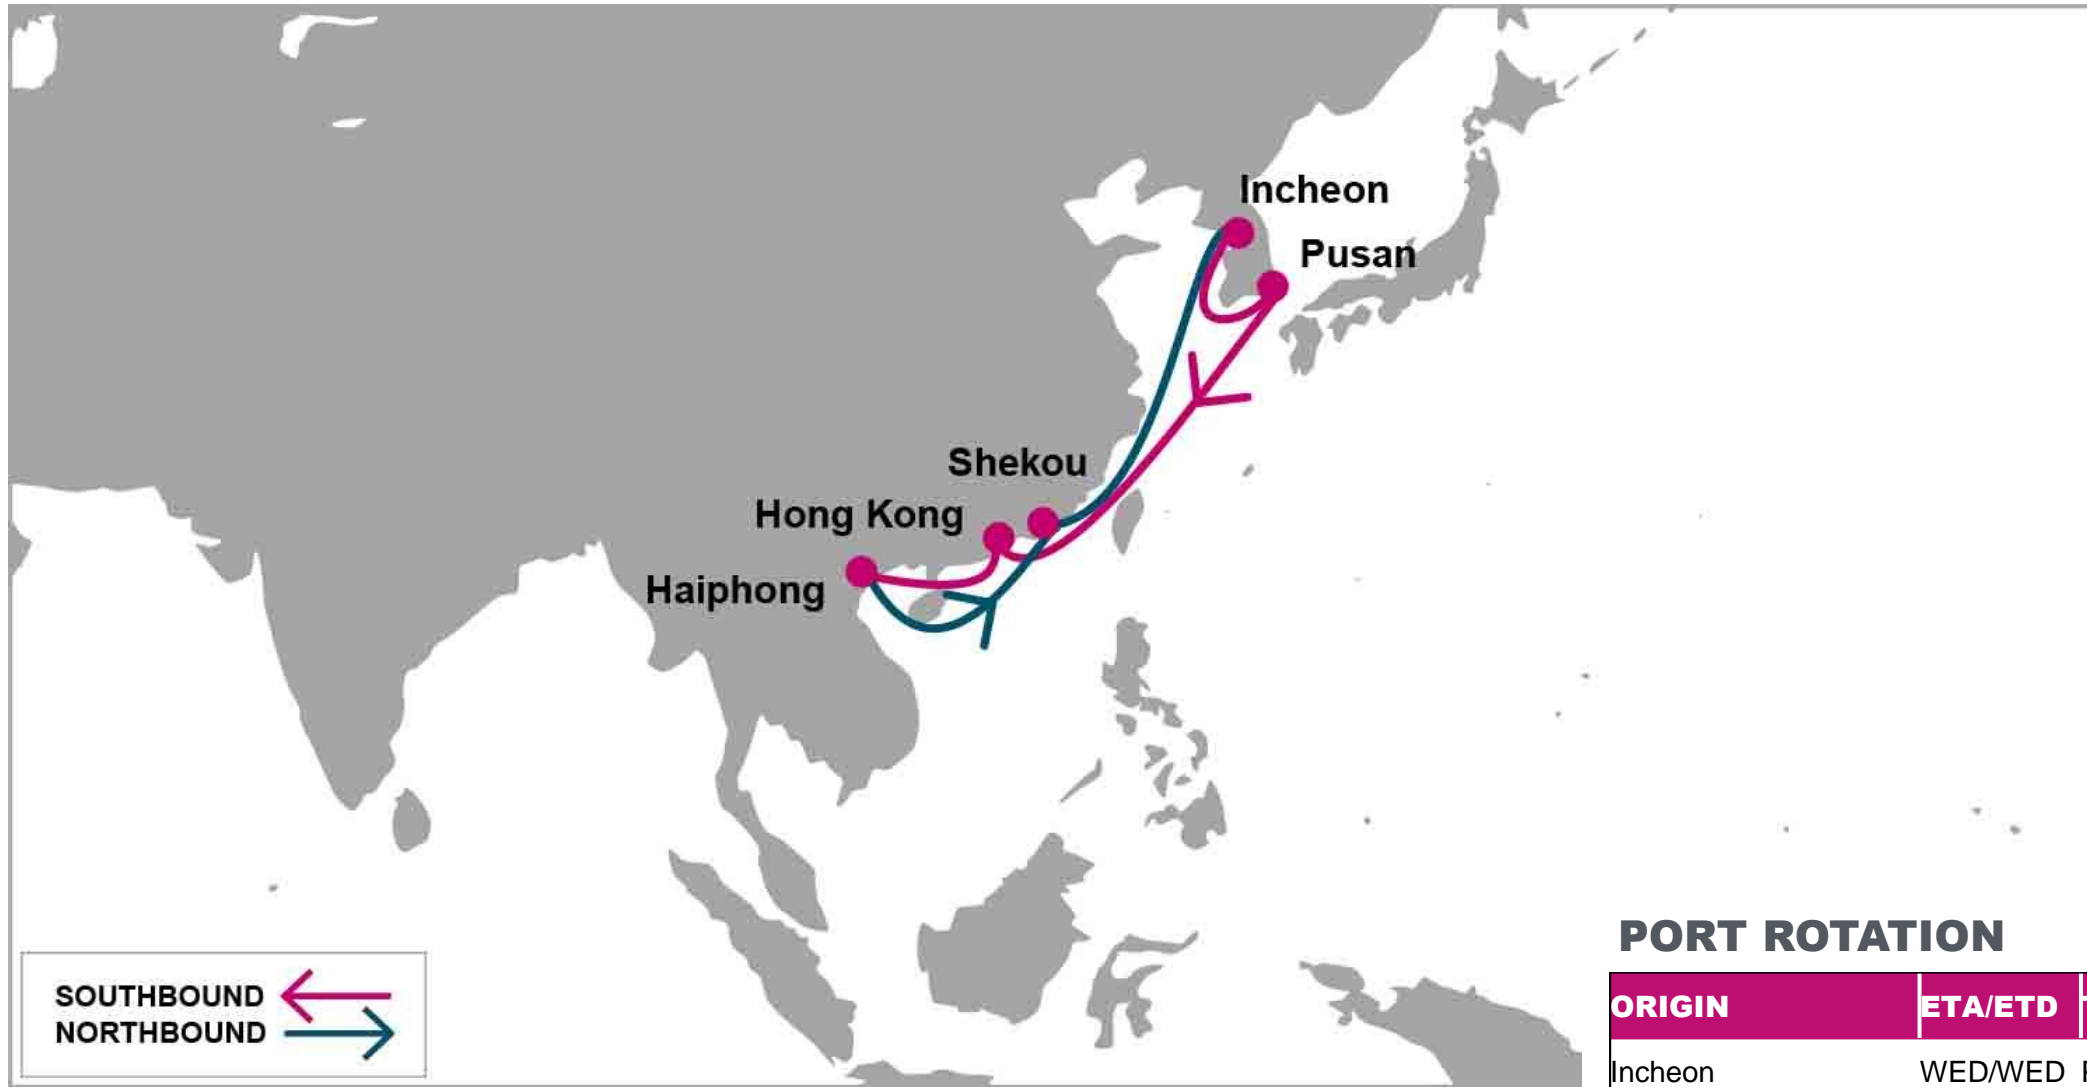 Incheon
Pusan
Shekou
Hong Kong
Haiphong
SOUTHBOUND
NORTHBOUND
PORT ROTATION
ORIGIN ETA/ETD
Incheon WED/WED